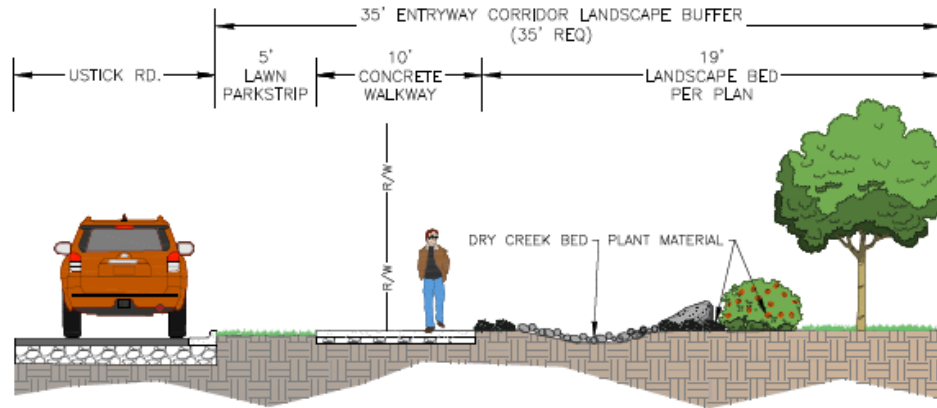 35' ENTRYWAY CORRIDOR LANDSCAPE BUFFER
(35' REQ)
USTICK RD.
5'
LAWN
PARKSTRIP
10'
CONCRETE
WALKWAY
19'
LANDSCAPE BED
PER PLAN
R/W
R/W
DRY CREEK BED
PLANT MATERIAL